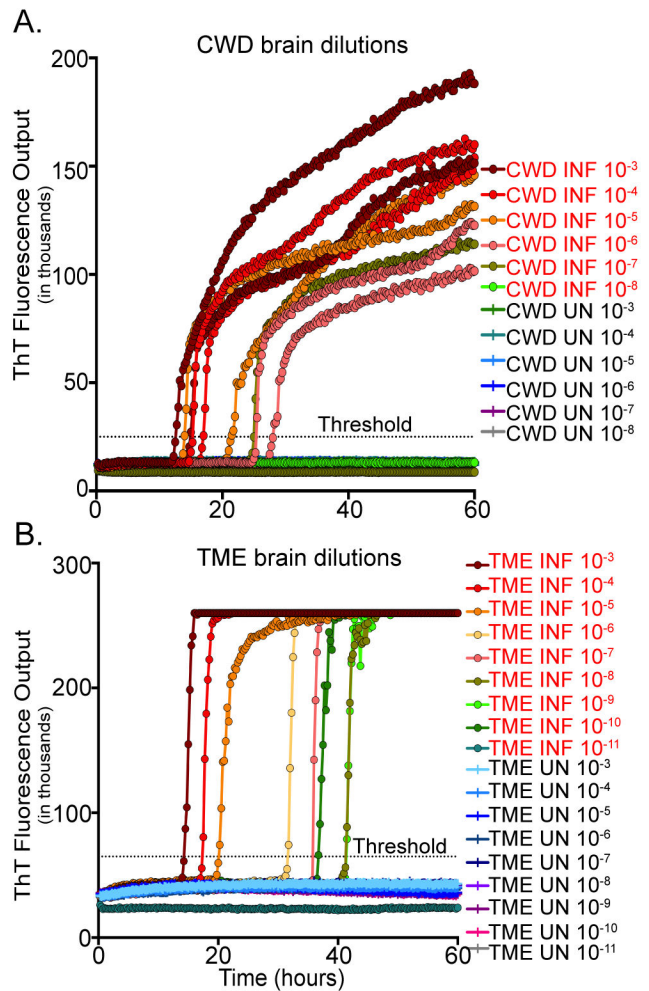 A.
CWD brain dilutions
200
150
100
50
0
ThT Fluorescence Output
(in thousands)
Threshold
0
20
40
60
CWD INF 10⁻³
CWD INF 10⁻⁴
CWD INF 10⁻⁵
CWD INF 10⁻⁶
CWD INF 10⁻⁷
CWD INF 10⁻⁸
CWD UN 10⁻³
CWD UN 10⁻⁴
CWD UN 10⁻⁵
CWD UN 10⁻⁶
CWD UN 10⁻⁷
CWD UN 10⁻⁸
B.
TME brain dilutions
300
200
100
0
ThT Fluorescence Output
(in thousands)
Threshold
0
20
40
60
Time (hours)
TME INF 10⁻³
TME INF 10⁻⁴
TME INF 10⁻⁵
TME INF 10⁻⁶
TME INF 10⁻⁷
TME INF 10⁻⁸
TME INF 10⁻⁹
TME INF 10⁻¹⁰
TME INF 10⁻¹¹
TME UN 10⁻³
TME UN 10⁻⁴
TME UN 10⁻⁵
TME UN 10⁻⁶
TME UN 10⁻⁷
TME UN 10⁻⁸
TME UN 10⁻⁹
TME UN 10⁻¹⁰
TME UN 10⁻¹¹